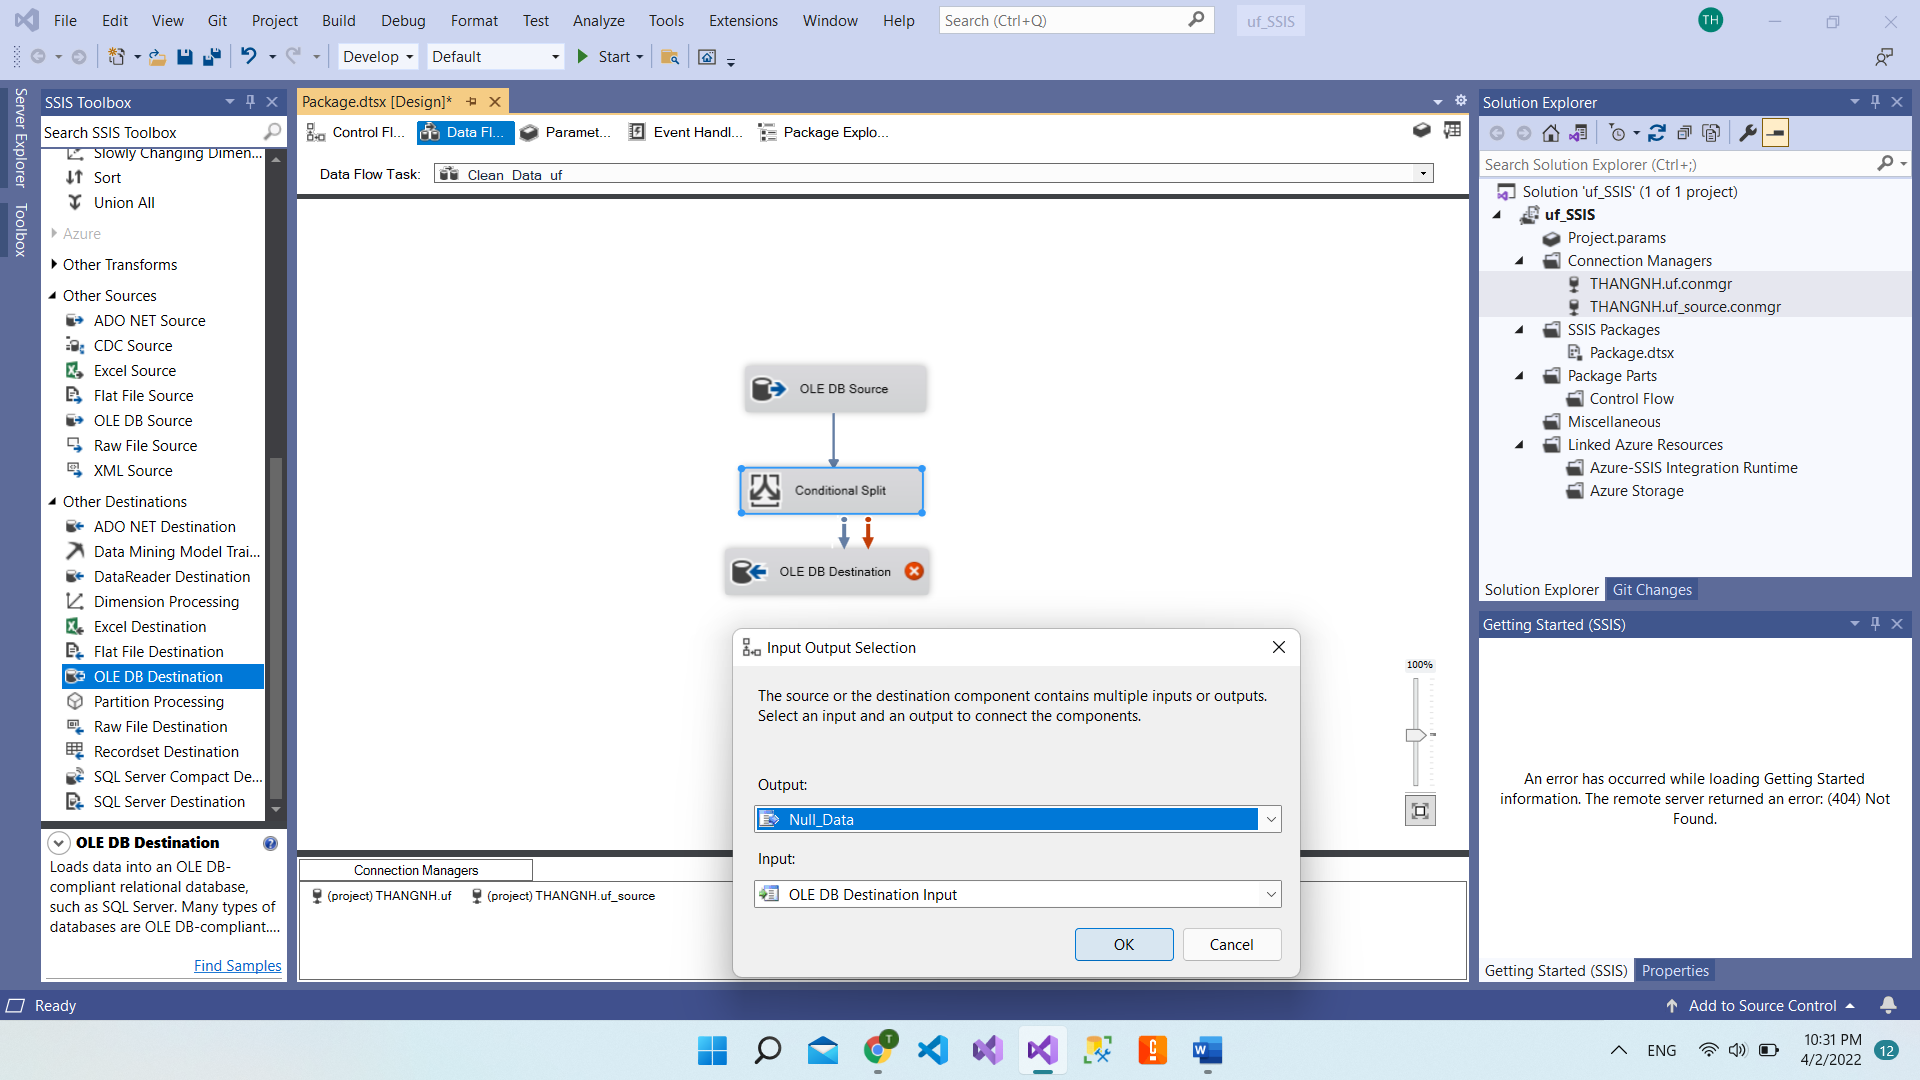 File Edit View Git Project Build Debug Format Test Analyze Tools Extensions Window Help Search (Ctrl+Q) uf_SSIS TH
Develop Default Start
Server Explorer
Toolbox
SSIS Toolbox
Search SSIS Toolbox
Slowly Changing Dimen...
Sort
Union All
Azure
Other Transforms
Other Sources
ADO NET Source
CDC Source
Excel Source
Flat File Source
OLE DB Source
Raw File Source
XML Source
Other Destinations
ADO NET Destination
Data Mining Model Trai...
DataReader Destination
Dimension Processing
Excel Destination
Flat File Destination
OLE DB Destination
Partition Processing
Raw File Destination
Recordset Destination
SQL Server Compact De...
SQL Server Destination
OLE DB Destination
Loads data into an OLE DB-
compliant relational database,
such as SQL Server. Many types of
databases are OLE DB-compliant....
Find Samples
Package.dtsx [Design]*
Control Fl... Data Fl... Paramet... Event Handl... Package Explo...
Data Flow Task: Clean Data uf
OLE DB Source
Conditional Split
OLE DB Destination
100%
Input Output Selection
The source or the destination component contains multiple inputs or outputs.
Select an input and an output to connect the components.
Output:
Null_Data
Input:
OLE DB Destination Input
OK Cancel
Connection Managers
(project) THANGNH.uf (project) THANGNH.uf_source
Solution Explorer
Search Solution Explorer (Ctrl+;)
Solution 'uf_SSIS' (1 of 1 project)
uf_SSIS
Project.params
Connection Managers
THANGNH.uf.conmgr
THANGNH.uf_source.conmgr
SSIS Packages
Package.dtsx
Package Parts
Control Flow
Miscellaneous
Linked Azure Resources
Azure-SSIS Integration Runtime
Azure Storage
Solution Explorer Git Changes
Getting Started (SSIS)
An error has occurred while loading Getting Started
information. The remote server returned an error: (404) Not
Found.
Getting Started (SSIS) Properties
Ready Add to Source Control
T
ENG 10:31 PM
4/2/2022 12